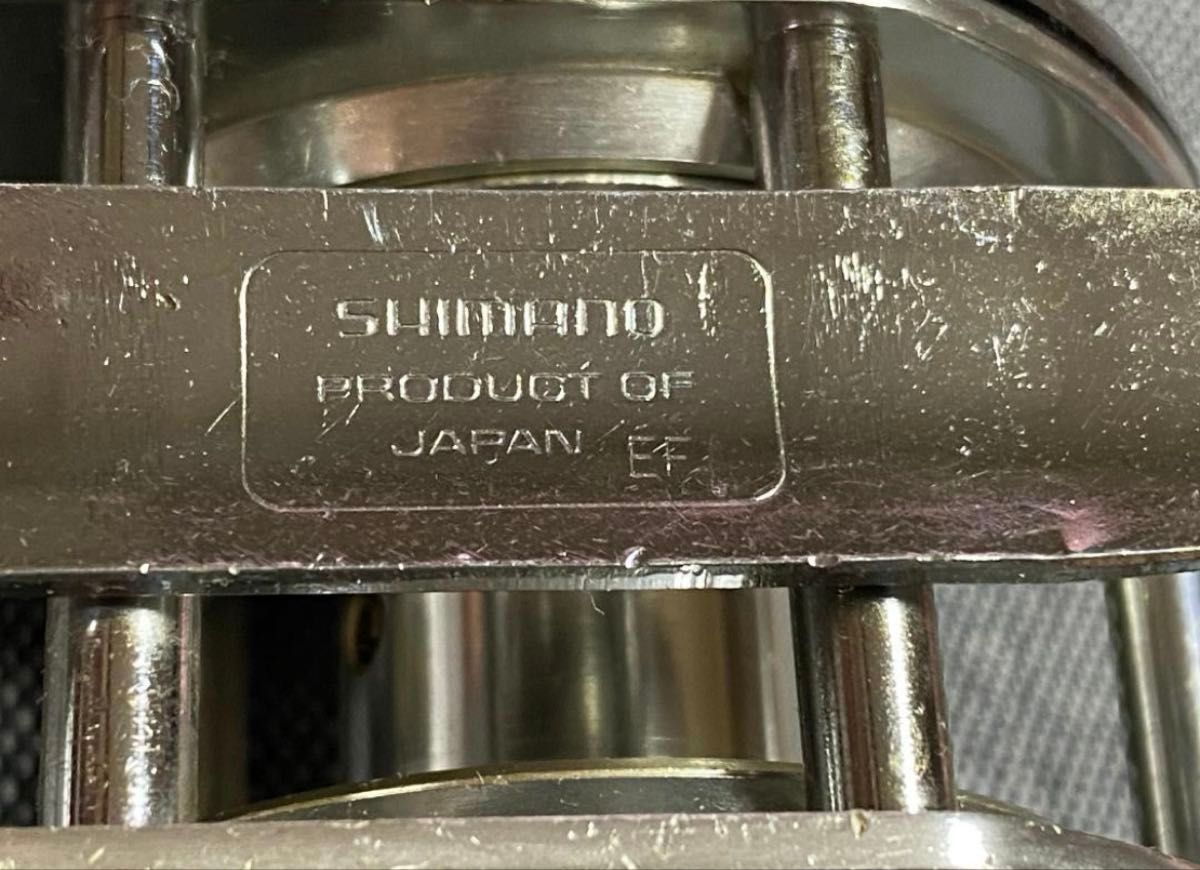 SHIMANO
PRODUCT OF
JAPAN EF